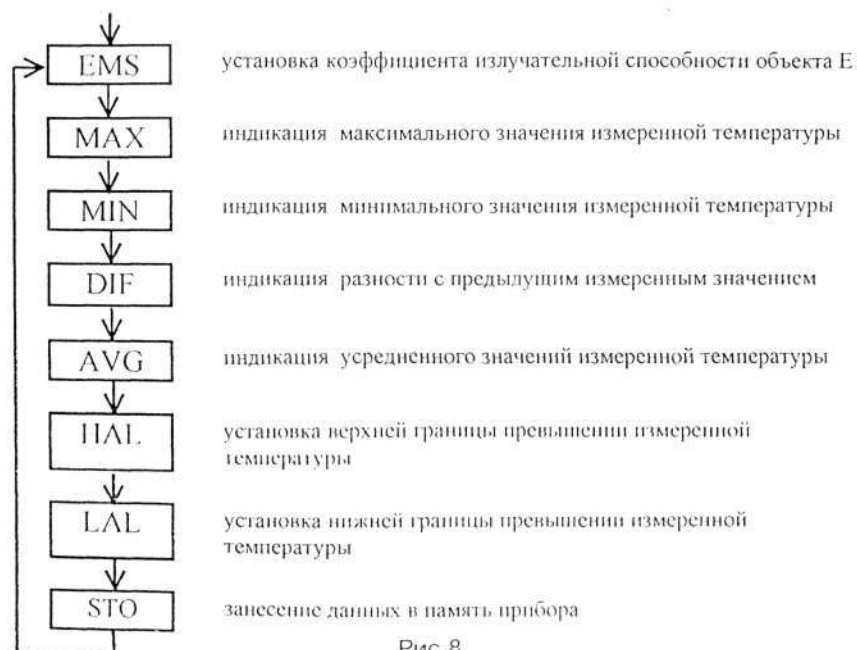 EMS установка коэффициента излучательной способности объекта Е
MAX индикация максимального значения измеренной температуры
MIN индикация минимального значения измеренной температуры
DIF индикация разности с предыдущим измеренным значением
AVG индикация усредненного значений измеренной температуры
HAL установка верхней границы превышении измеренной
температуры
LAL установка нижней границы превышении измеренной
температуры
STO занесение данных в память прибора
Рис 8